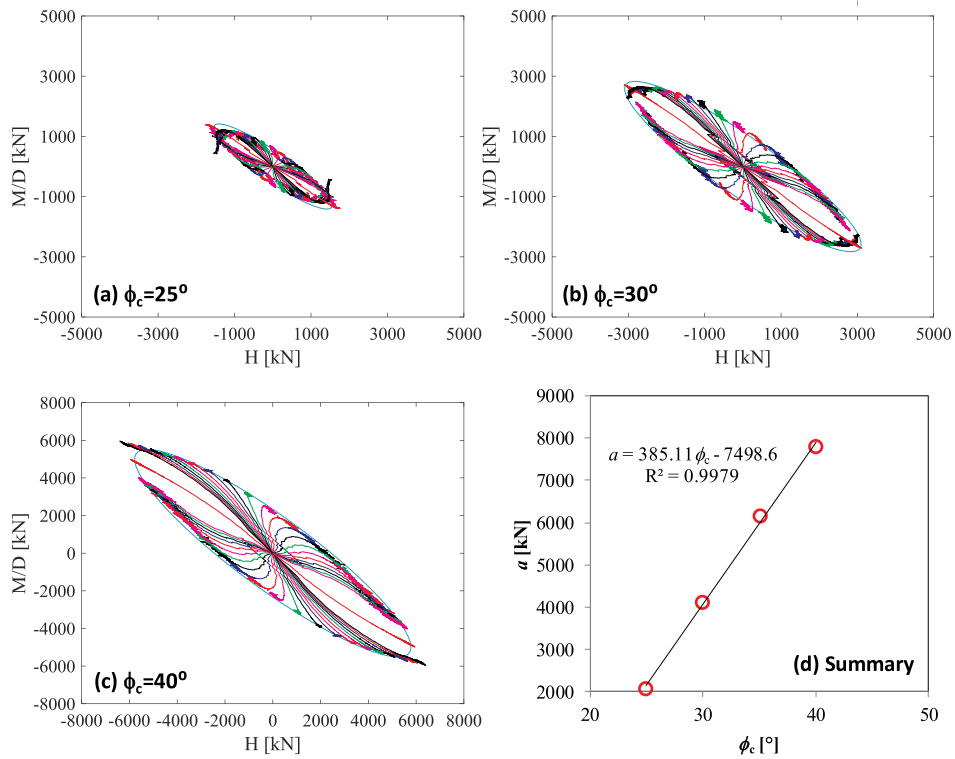 5000
3000
1000
-1000
-3000
-5000
M/D [kN]
(a) ϕc=25⁰
-5000 -3000 -1000 1000 3000 5000
H [kN]
5000
3000
1000
-1000
-3000
-5000
M/D [kN]
(b) ϕc=30⁰
-5000 -3000 -1000 1000 3000 5000
H [kN]
8000
6000
4000
2000
0
-2000
-4000
-6000
-8000
M/D [kN]
(c) ϕc=40⁰
-8000 -6000 -4000 -2000 0 2000 4000 6000 8000
H [kN]
9000
8000
7000
6000
5000
4000
3000
2000
a [kN]
a = 385.11ϕc - 7498.6
R² = 0.9979
(d) Summary
20 30 40 50
ϕc [°]